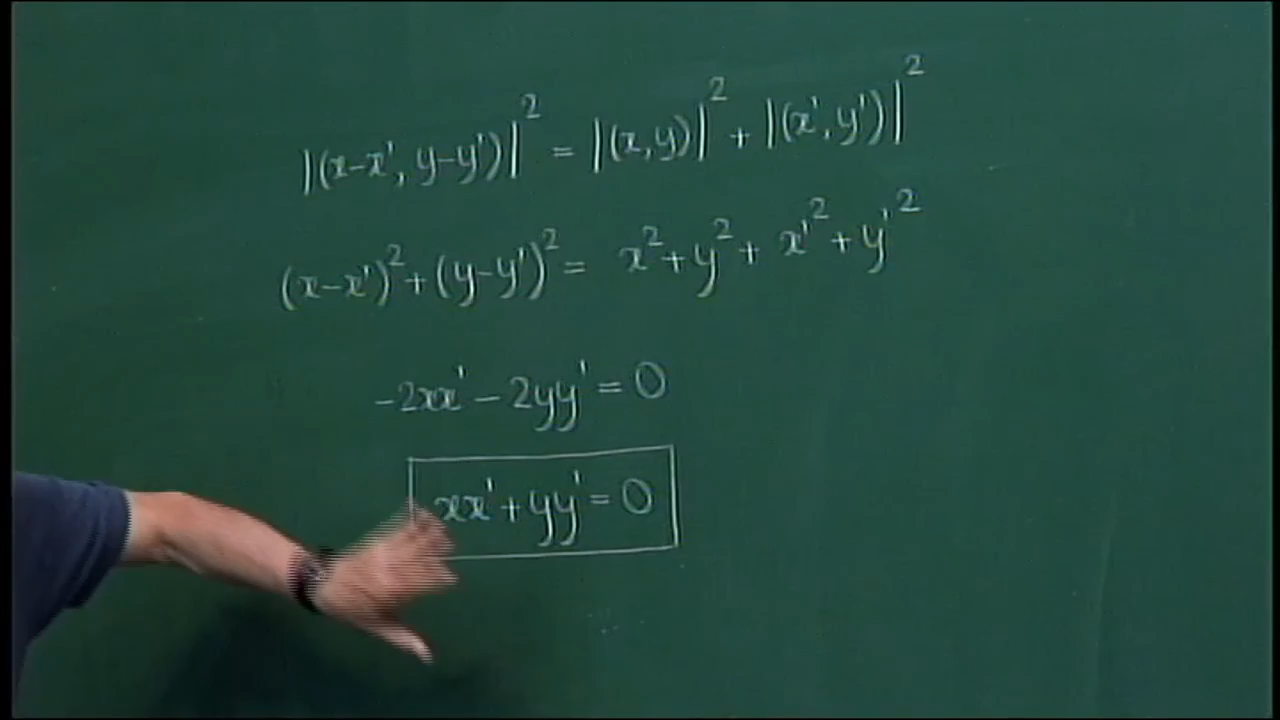 |(x-x', y-y')|² = |(x,y)|² + |(x',y')|²
(x-x')² + (y-y')² = x² + y² + x'² + y'²
-2xx' - 2yy' = 0
xx' + yy' = 0